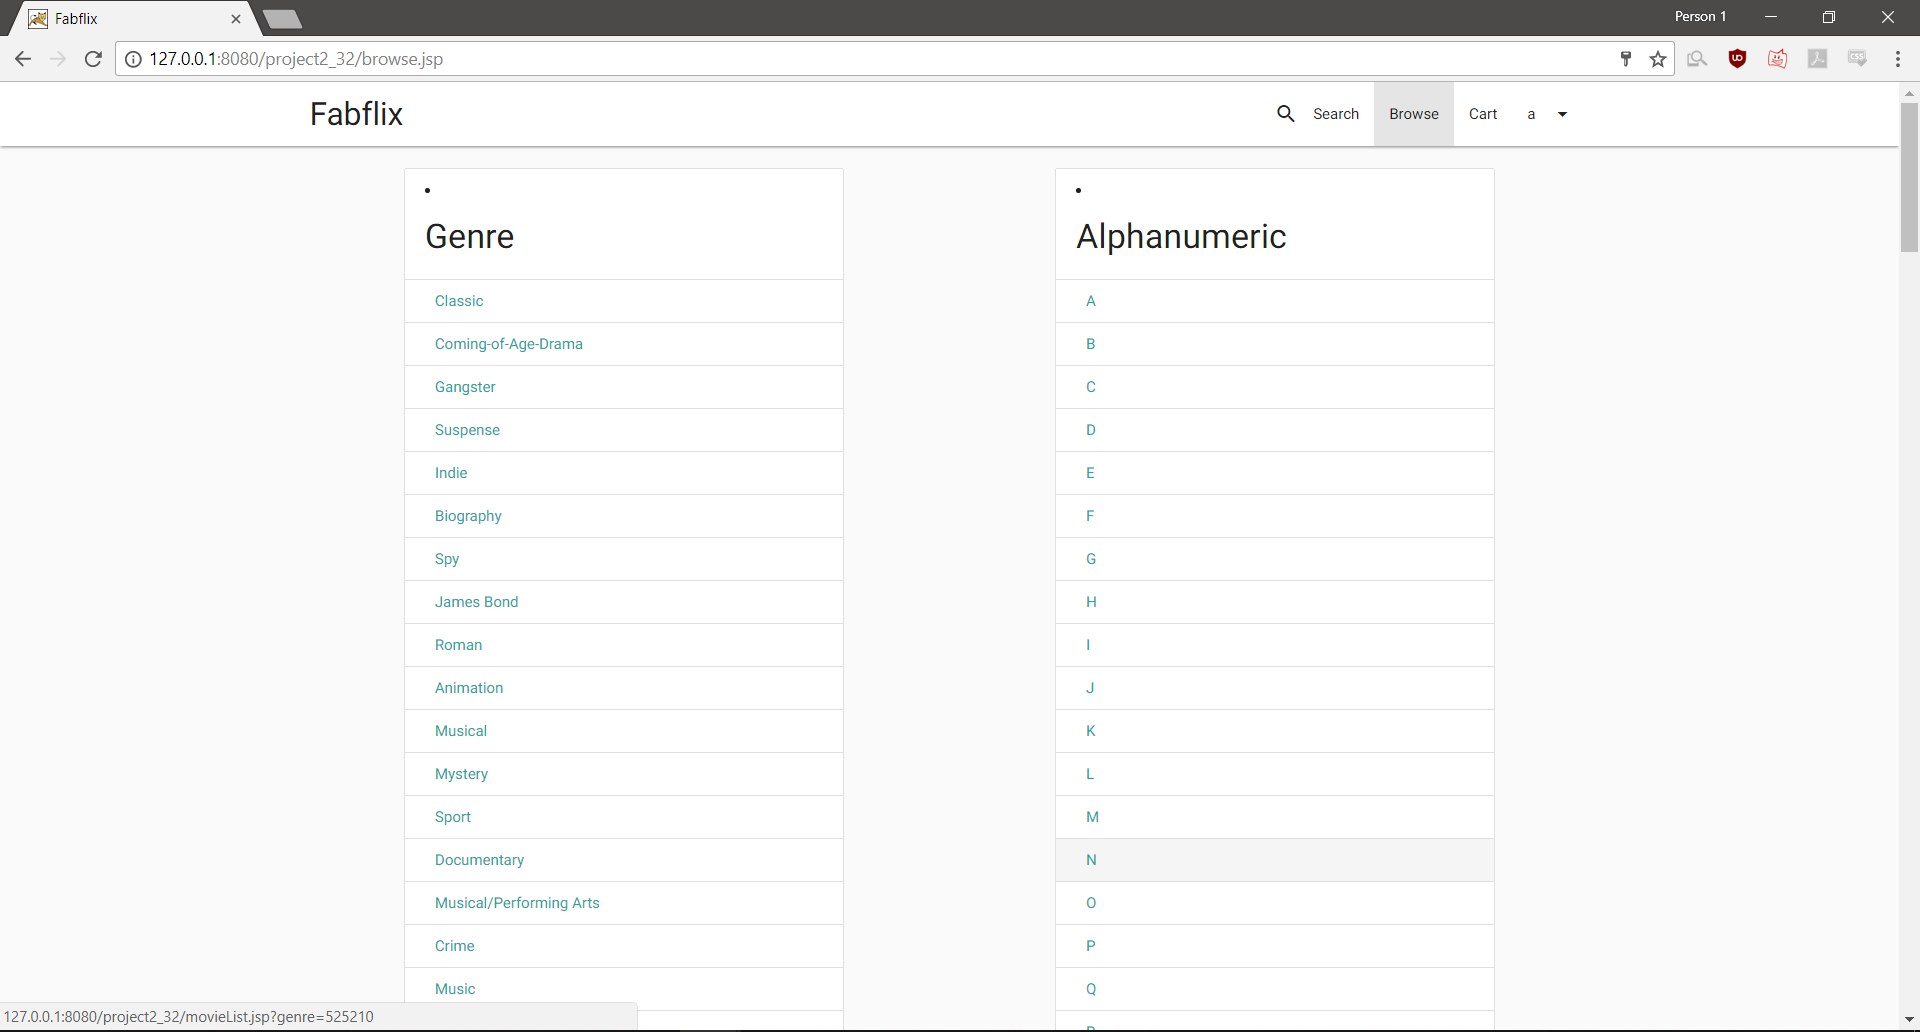 Fabflix
Person 1
127.0.0.1:8080/project2_32/browse.jsp
Fabflix
Search
Browse
Cart
a
Genre
Classic
Coming-of-Age-Drama
Gangster
Suspense
Indie
Biography
Spy
James Bond
Roman
Animation
Musical
Mystery
Sport
Documentary
Musical/Performing Arts
Crime
Music
Alphanumeric
A
B
C
D
E
F
G
H
I
J
K
L
M
N
O
P
Q
127.0.0.1:8080/project2_32/movieList.jsp?genre=525210